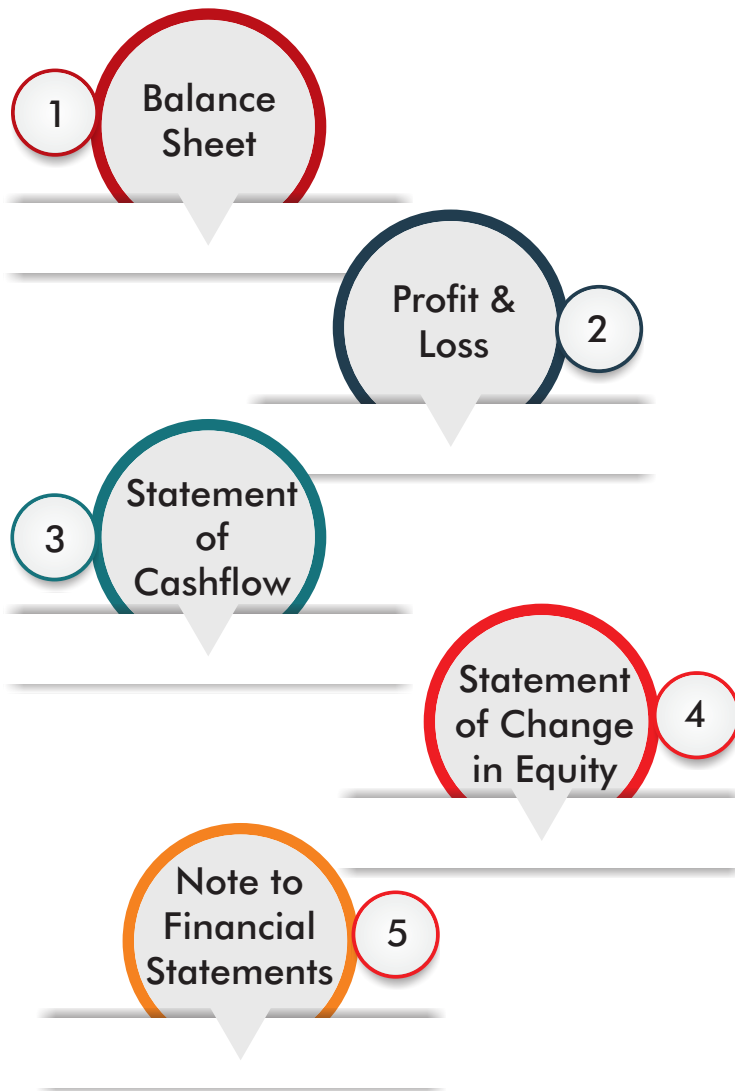 1
Balance
Sheet
Profit &
Loss
2
3
Statement
of
Cashflow
Statement
of Change
in Equity
4
Note to
Financial
Statements
5